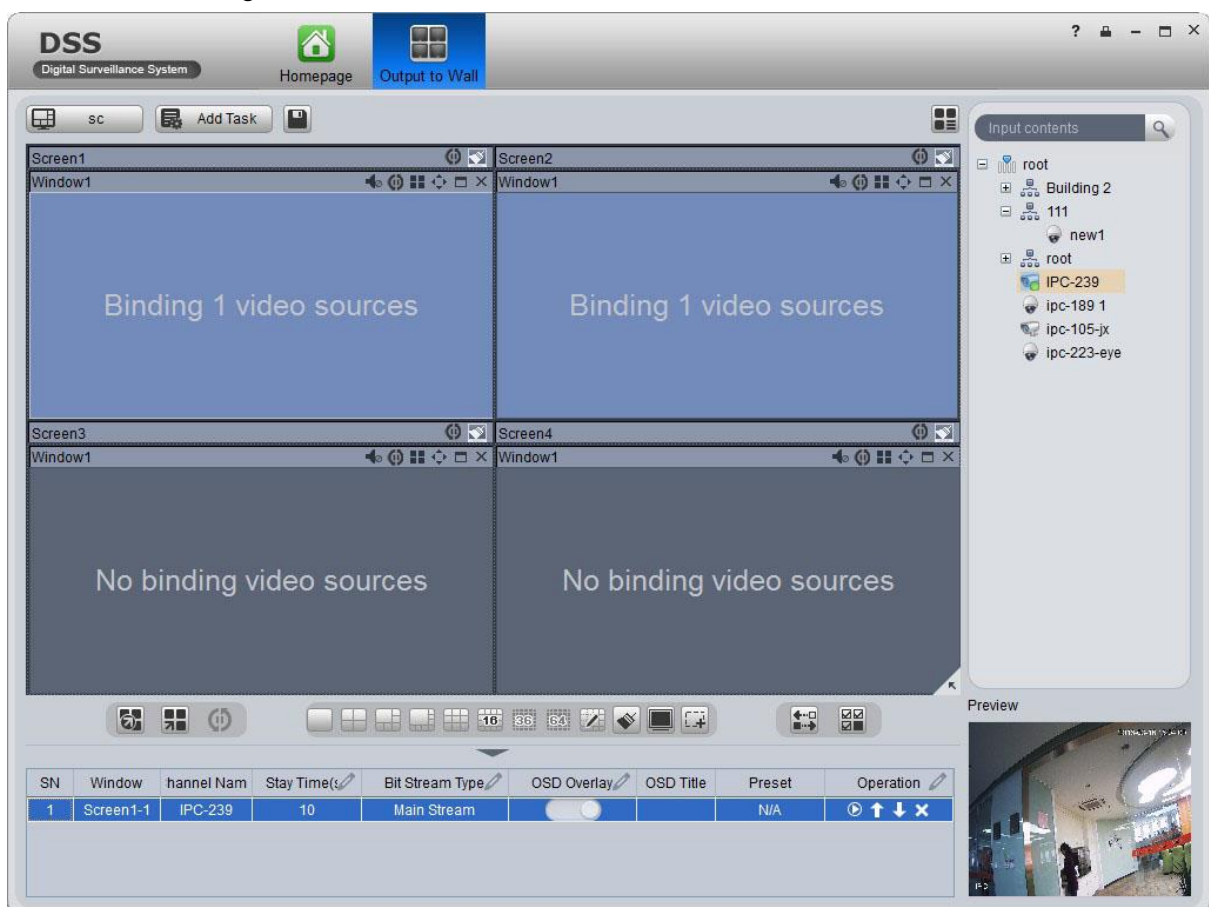 DSS
Digital Surveillance System
Homepage
Output to Wall
?
sc
Add Task
Input contents
Screen1
Screen2
Window1
Window1
Binding 1 video sources
Binding 1 video sources
Screen3
Screen4
Window1
Window1
No binding video sources
No binding video sources
root
Building 2
111
new1
root
IPC-239
ipc-189 1
ipc-105-jx
ipc-223-eye
16
36
64
Preview
SN Window hannel Nam Stay Time(s Bit Stream Type OSD Overlay OSD Title Preset Operation
1 Screen1-1 IPC-239 10 Main Stream N/A